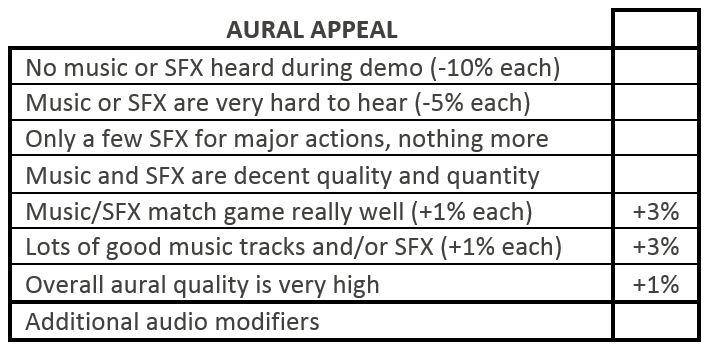 AURAL APPEAL
No music or SFX heard during demo (-10% each)
Music or SFX are very hard to hear (-5% each)
Only a few SFX for major actions, nothing more
Music and SFX are decent quality and quantity
Music/SFX match game really well (+1% each) +3%
Lots of good music tracks and/or SFX (+1% each) +3%
Overall aural quality is very high +1%
Additional audio modifiers